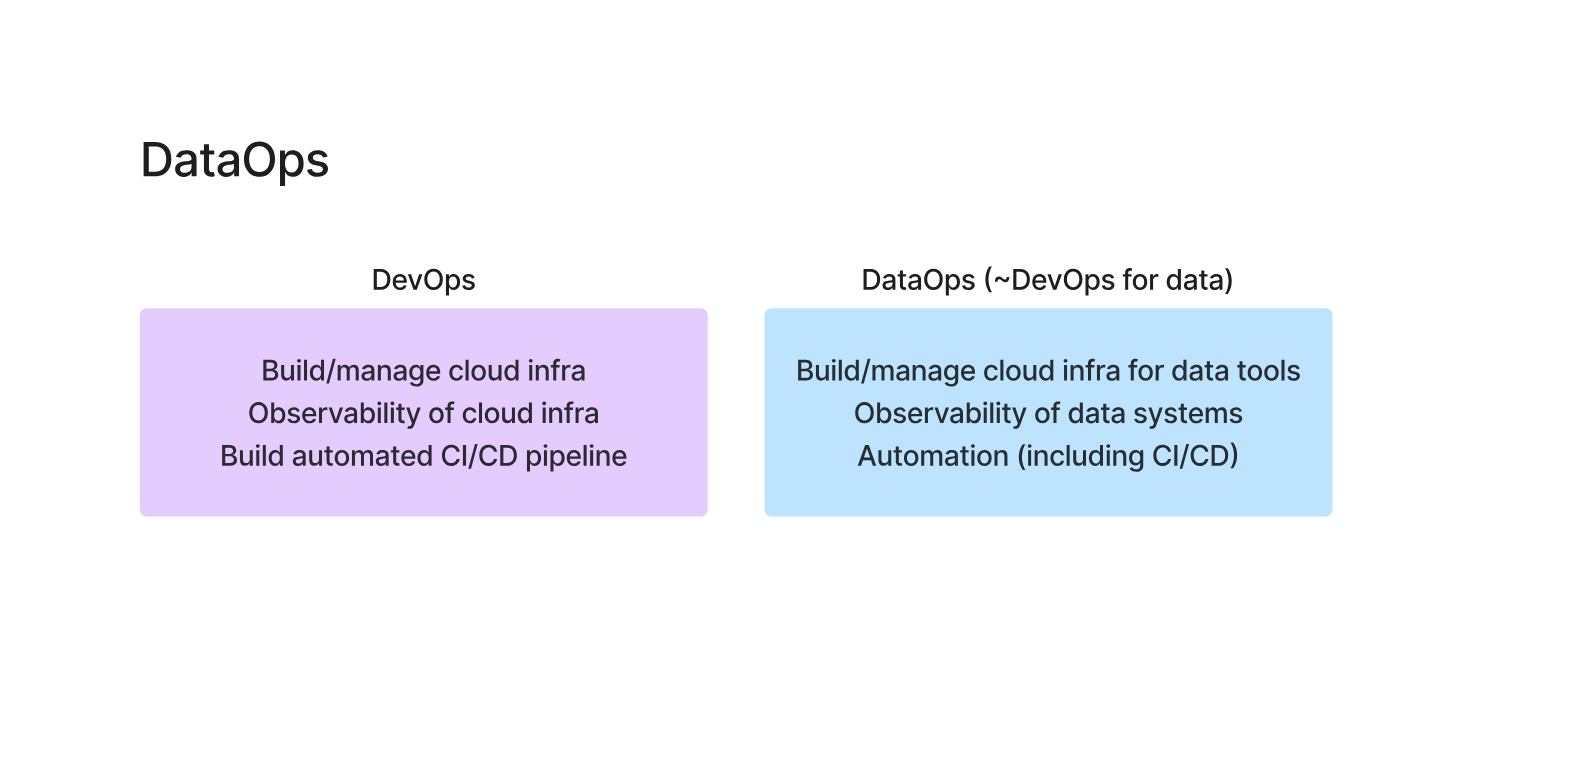 DataOps
DevOps
Build/manage cloud infra
Observability of cloud infra
Build automated CI/CD pipeline
DataOps (~DevOps for data)
Build/manage cloud infra for data tools
Observability of data systems
Automation (including CI/CD)